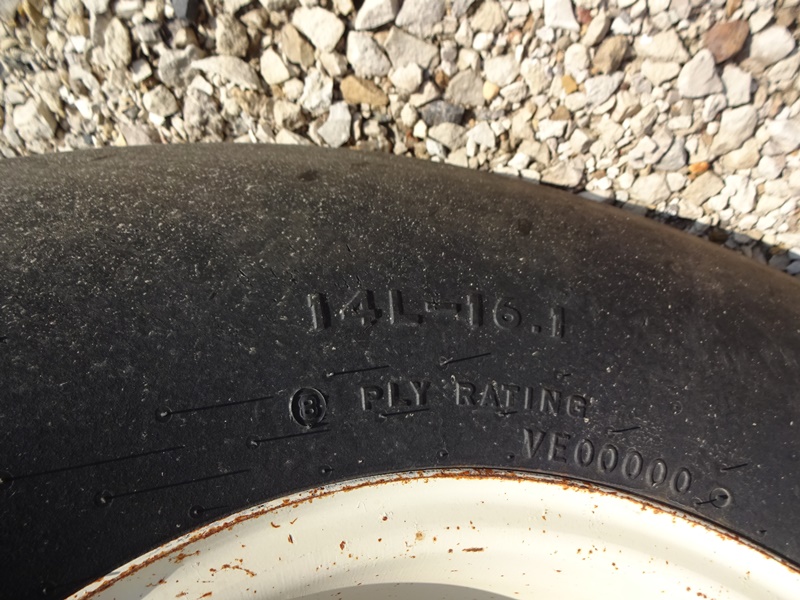 14L-16.1
8 PLY RATING
VE00000